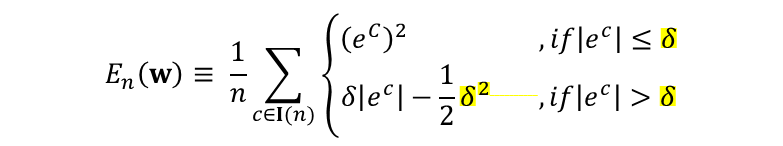 (e^C)^2 , if|e^c| ≤ δ
E_n(𝐰) ≡ 1/n ∑_{c∈𝐈(n)} {
δ|e^c| − 1/2 δ^2 , if|e^c| > δ